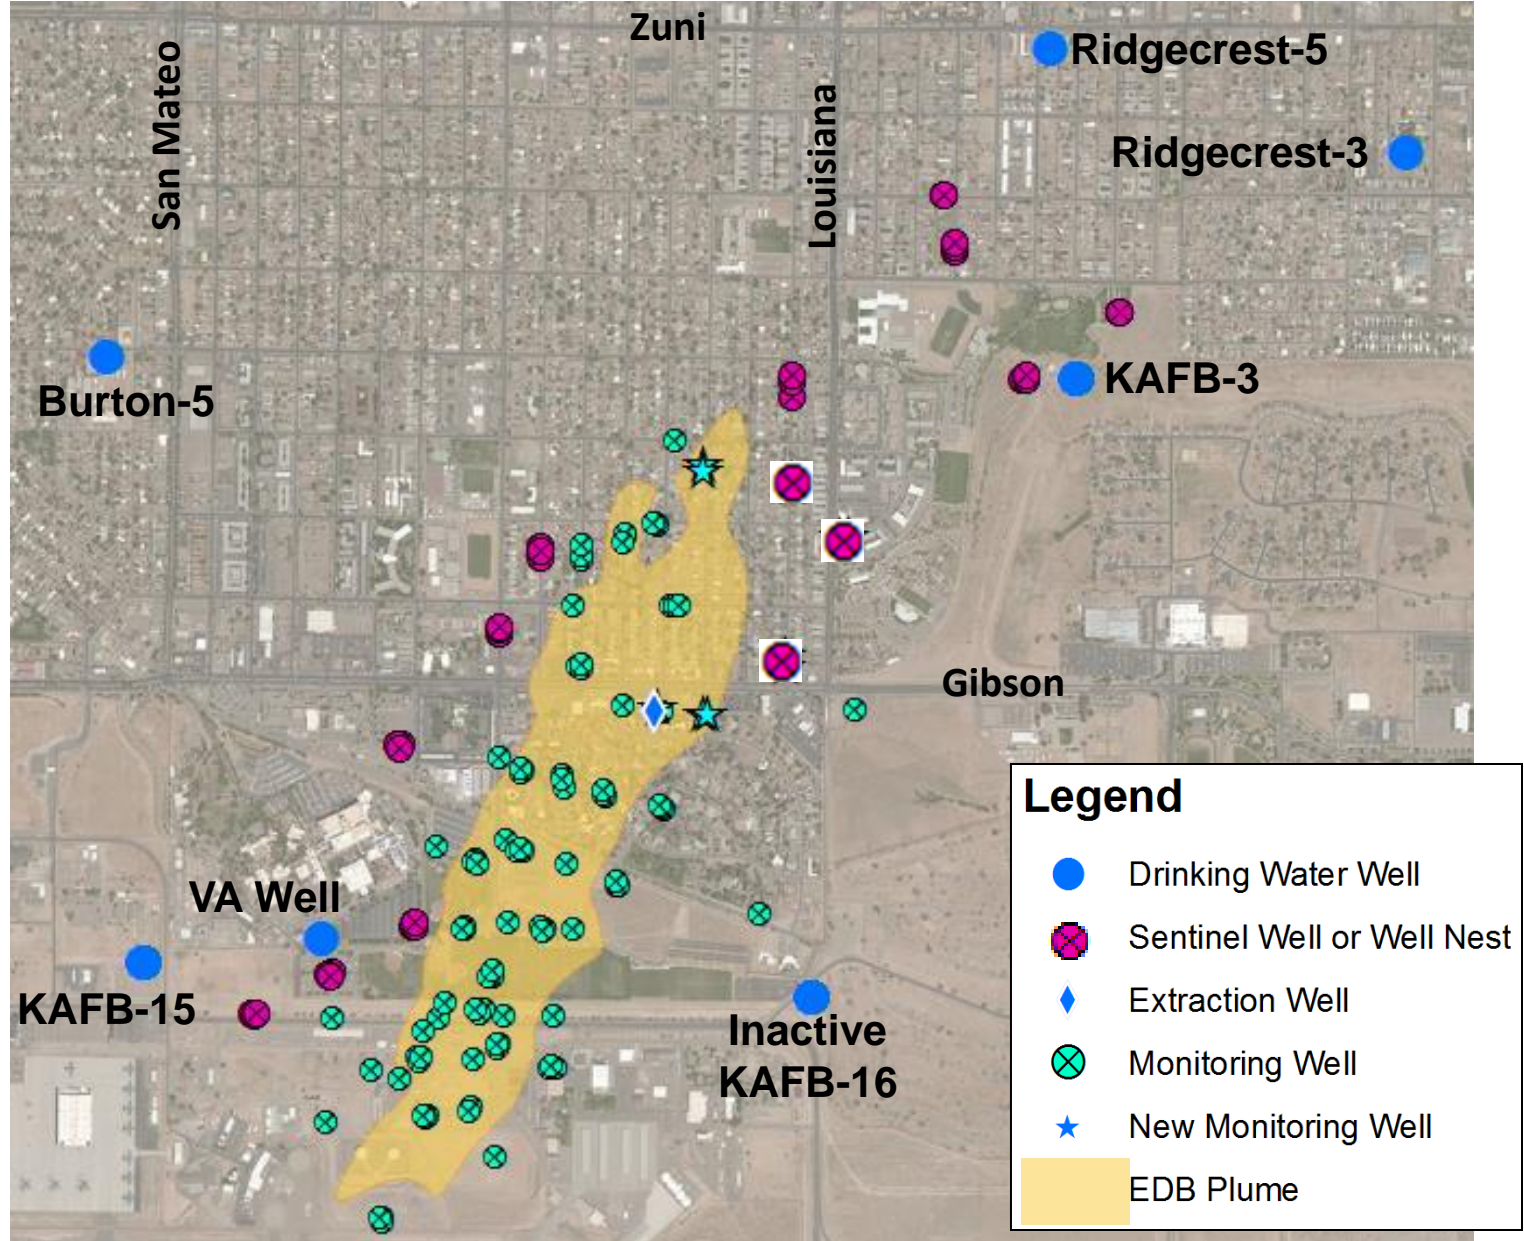 Zuni
San Mateo
Louisiana
Ridgecrest-5
Ridgecrest-3
Burton-5
KAFB-3
Gibson
VA Well
KAFB-15
Inactive
KAFB-16
Legend
Drinking Water Well
Sentinel Well or Well Nest
Extraction Well
Monitoring Well
New Monitoring Well
EDB Plume